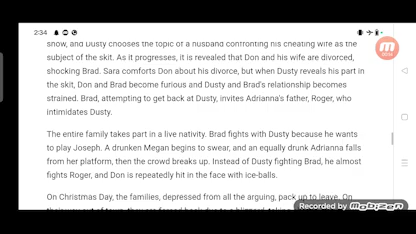 2:34
show, and Dusty chooses the topic of a husband confronting his cheating wife as the
subject of the skit. As it progresses, it is revealed that Don and his wife are divorced,
shocking Brad. Sara comforts Don about his divorce, but when Dusty reveals his part in
the skit, Don and Brad become furious and Dusty and Brad's relationship becomes
strained. Brad, attempting to get back at Dusty, invites Adrianna's father, Roger, who
intimidates Dusty.
The entire family takes part in a live nativity. Brad fights with Dusty because he wants
to play Joseph. A drunken Megan begins to swear, and an equally drunk Adrianna falls
from her platform, then the crowd breaks up. Instead of Dusty fighting Brad, he almost
fights Roger, and Don is repeatedly hit in the face with ice-balls.
On Christmas Day, the families, depressed from all the arguing, pack up to leave. On
Recorded by Mobizen